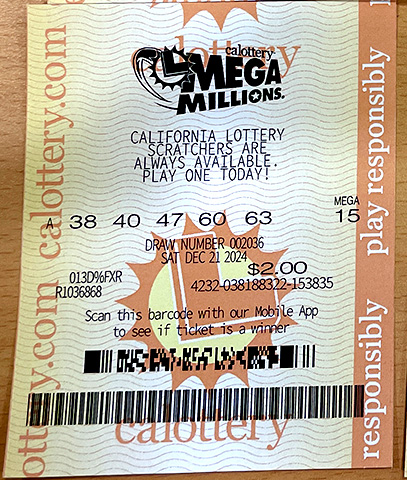 calottery
MEGA
MILLIONS.
CALIFORNIA LOTTERY
SCRATCHERS ARE
ALWAYS AVAILABLE.
PLAY ONE TODAY!
MEGA
A 38 40 47 60 63 15
DRAW NUMBER 002036
SAT DEC 21 2024
$2.00
013D%FXR 4232-038188322-153835
R1036868
Scan this barcode with our Mobile App
to see if ticket is a winner
calottery
calottery
calottery.com
ottery.com
play responsibly
responsibly